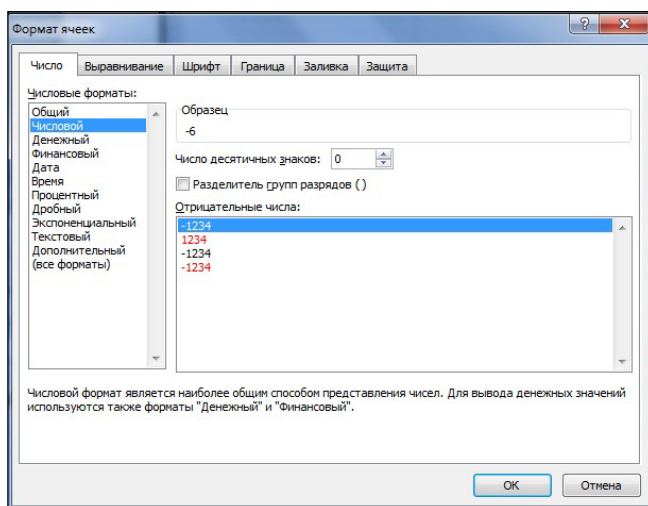 Формат ячеек
Число Выравнивание Шрифт Граница Заливка Защита
Числовые форматы:
Общий
Числовой
Денежный
Финансовый
Дата
Время
Процентный
Дробный
Экспоненциальный
Текстовый
Дополнительный
(все форматы)
Образец
-6
Число десятичных знаков: 0
Разделитель групп разрядов ( )
Отрицательные числа:
-1234
1234
-1234
-1234
Числовой формат является наиболее общим способом представления чисел. Для вывода денежных значений
используются также форматы "Денежный" и "Финансовый".
ОК Отмена